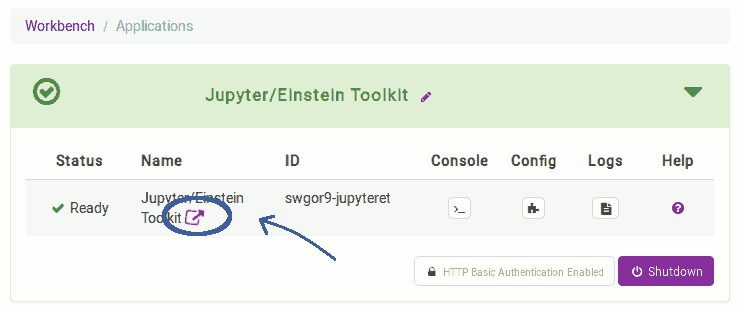 Workbench / Applications
Jupyter/Einstein Toolkit
Status Name ID Console Config Logs Help
Ready Jupyter/Einstein swgor9-jupyteret
Toolkit
HTTP Basic Authentication Enabled Shutdown